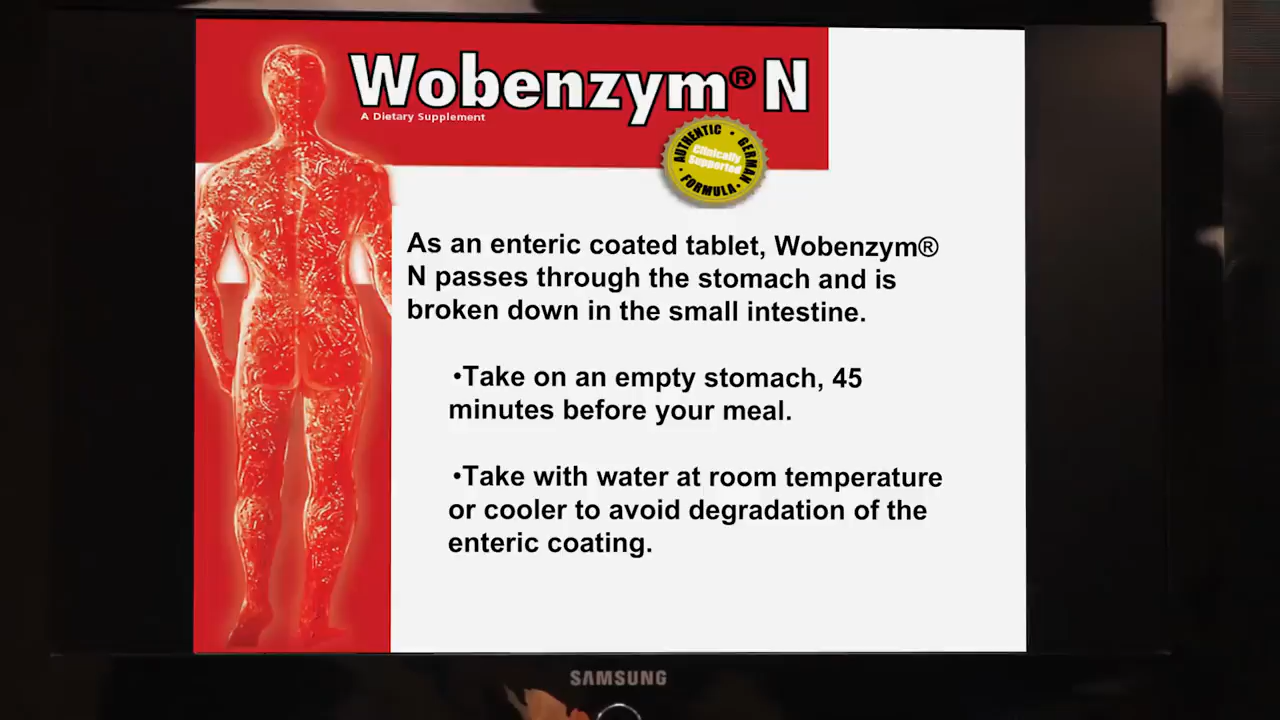 Wobenzym® N
A Dietary Supplement
AUTHENTIC • GERMAN
Clinically
Supported
• FORMULA •
As an enteric coated tablet, Wobenzym®
N passes through the stomach and is
broken down in the small intestine.
•Take on an empty stomach, 45
minutes before your meal.
•Take with water at room temperature
or cooler to avoid degradation of the
enteric coating.
SAMSUNG